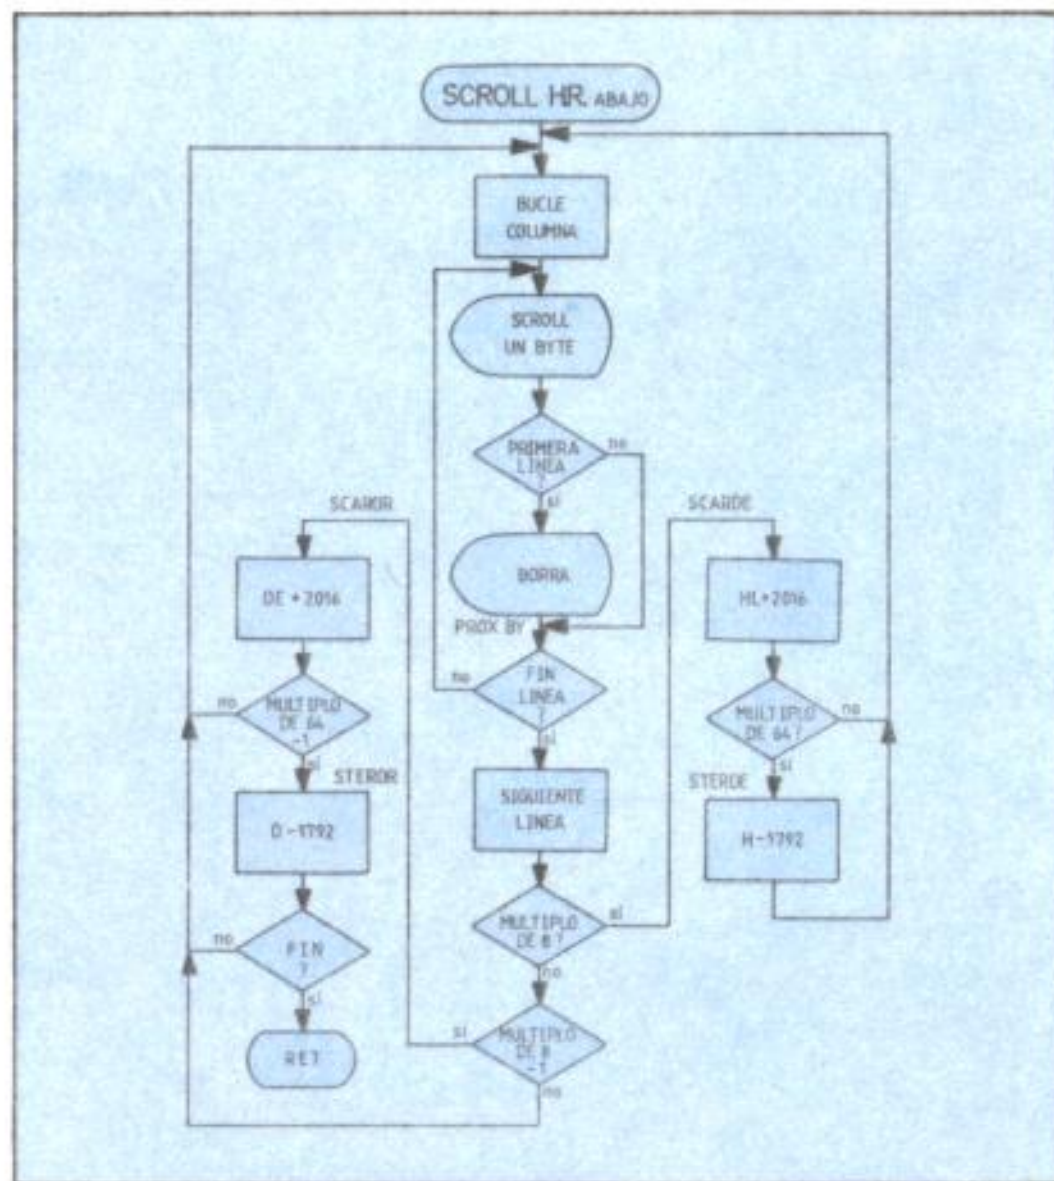 SCROLL HR. ABAJO
BUCLE
COLUMNA
SCROLL
UN BYTE
PRIMERA
LINEA
?
no
si
SCAROR
SCARDE
BORRA
DE + 2016
HL+2016
PROX BY
FIN
LINEA
?
no
si
MULTIPLO
DE 64
-1
no
si
MULTIPLO
DE 64?
no
si
STEROR
STERDE
SIGUIENTE
LINEA
D-1792
H-1792
MULTIPLO
DE 8?
si
no
FIN
?
no
si
MULTIPLO
DE 8
-1
si
no
RET